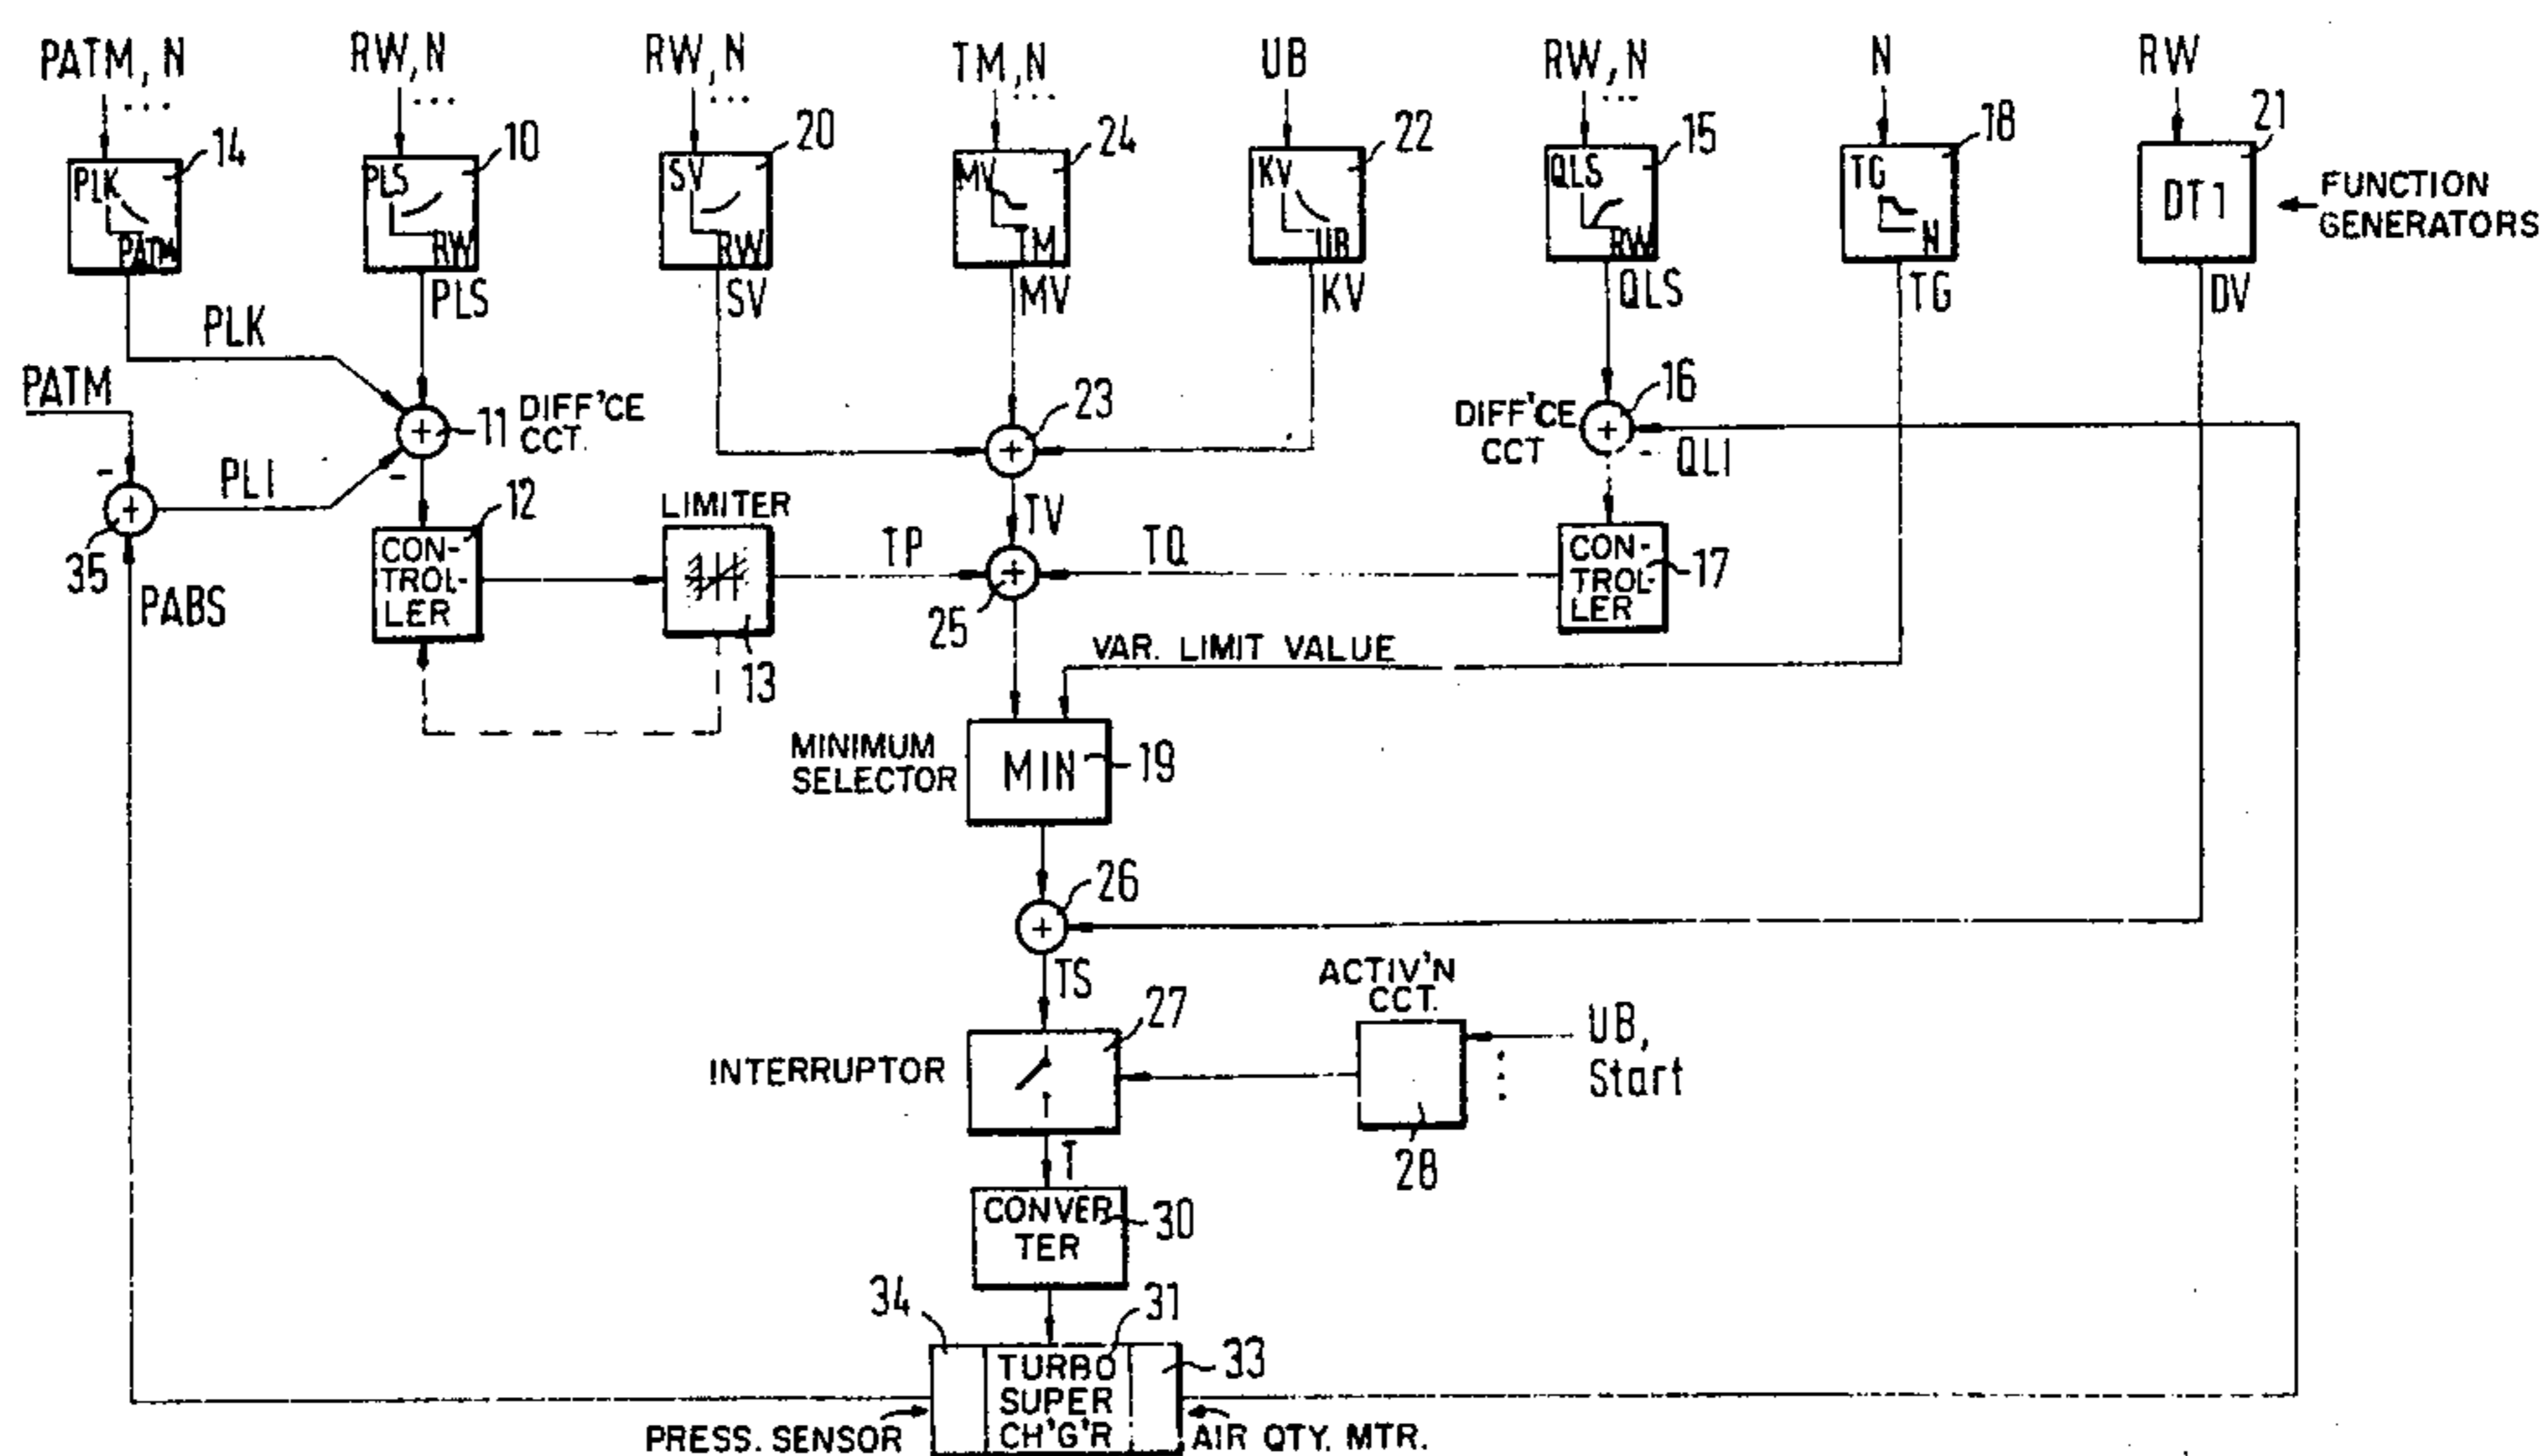 PATM, N
RW, N
RW, N
TM, N
UB
RW, N
N
RW
14
10
20
24
22
15
18
21
PLK
PATM
PLS
RW
SV
RW
MV
TM
KV
UB
QLS
RW
TG
N
DT1
FUNCTION
GENERATORS
PLS
SV
MV
KV
QLS
TG
DV
PLK
PATM
11
DIFF'CE
CCT.
23
DIFF'CE
CCT
16
+
+
+
-
-
- QLI
PLI
+
35
12
CON-
TROL-
LER
LIMITER
13
TV
TP
+
25
TQ
CON-
TROL-
LER
17
PABS
VAR. LIMIT VALUE
MINIMUM
SELECTOR
MIN
19
26
+
TS
ACTIV'N
CCT.
27
INTERRUPTOR
28
UB,
Start
T
CONVER
TER
30
34
31
33
TURBO
SUPER
CH'G'R
PRESS. SENSOR
AIR QTY. MTR.